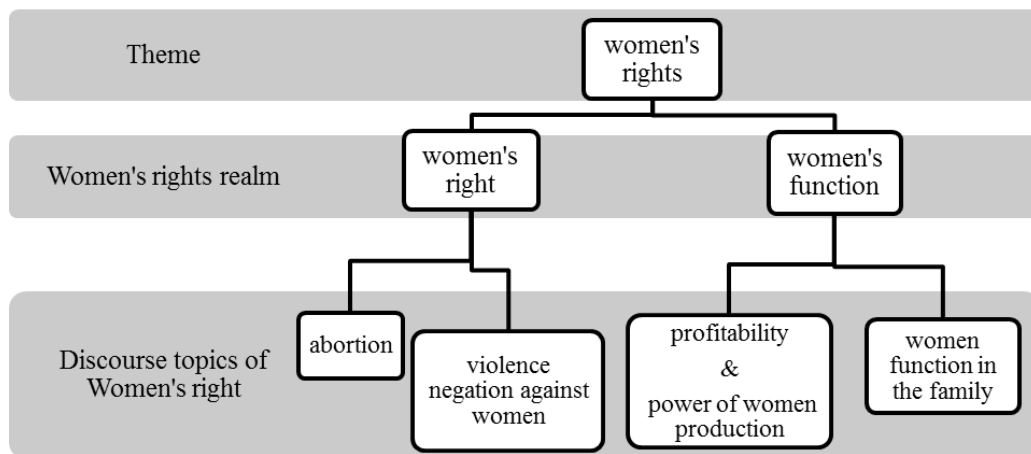 Theme
women's
rights
Women's rights realm
women's
right
women's
function
Discourse topics of
Women's right
abortion
violence
negation against
women
profitability
&
power of women
production
women
function in
the family